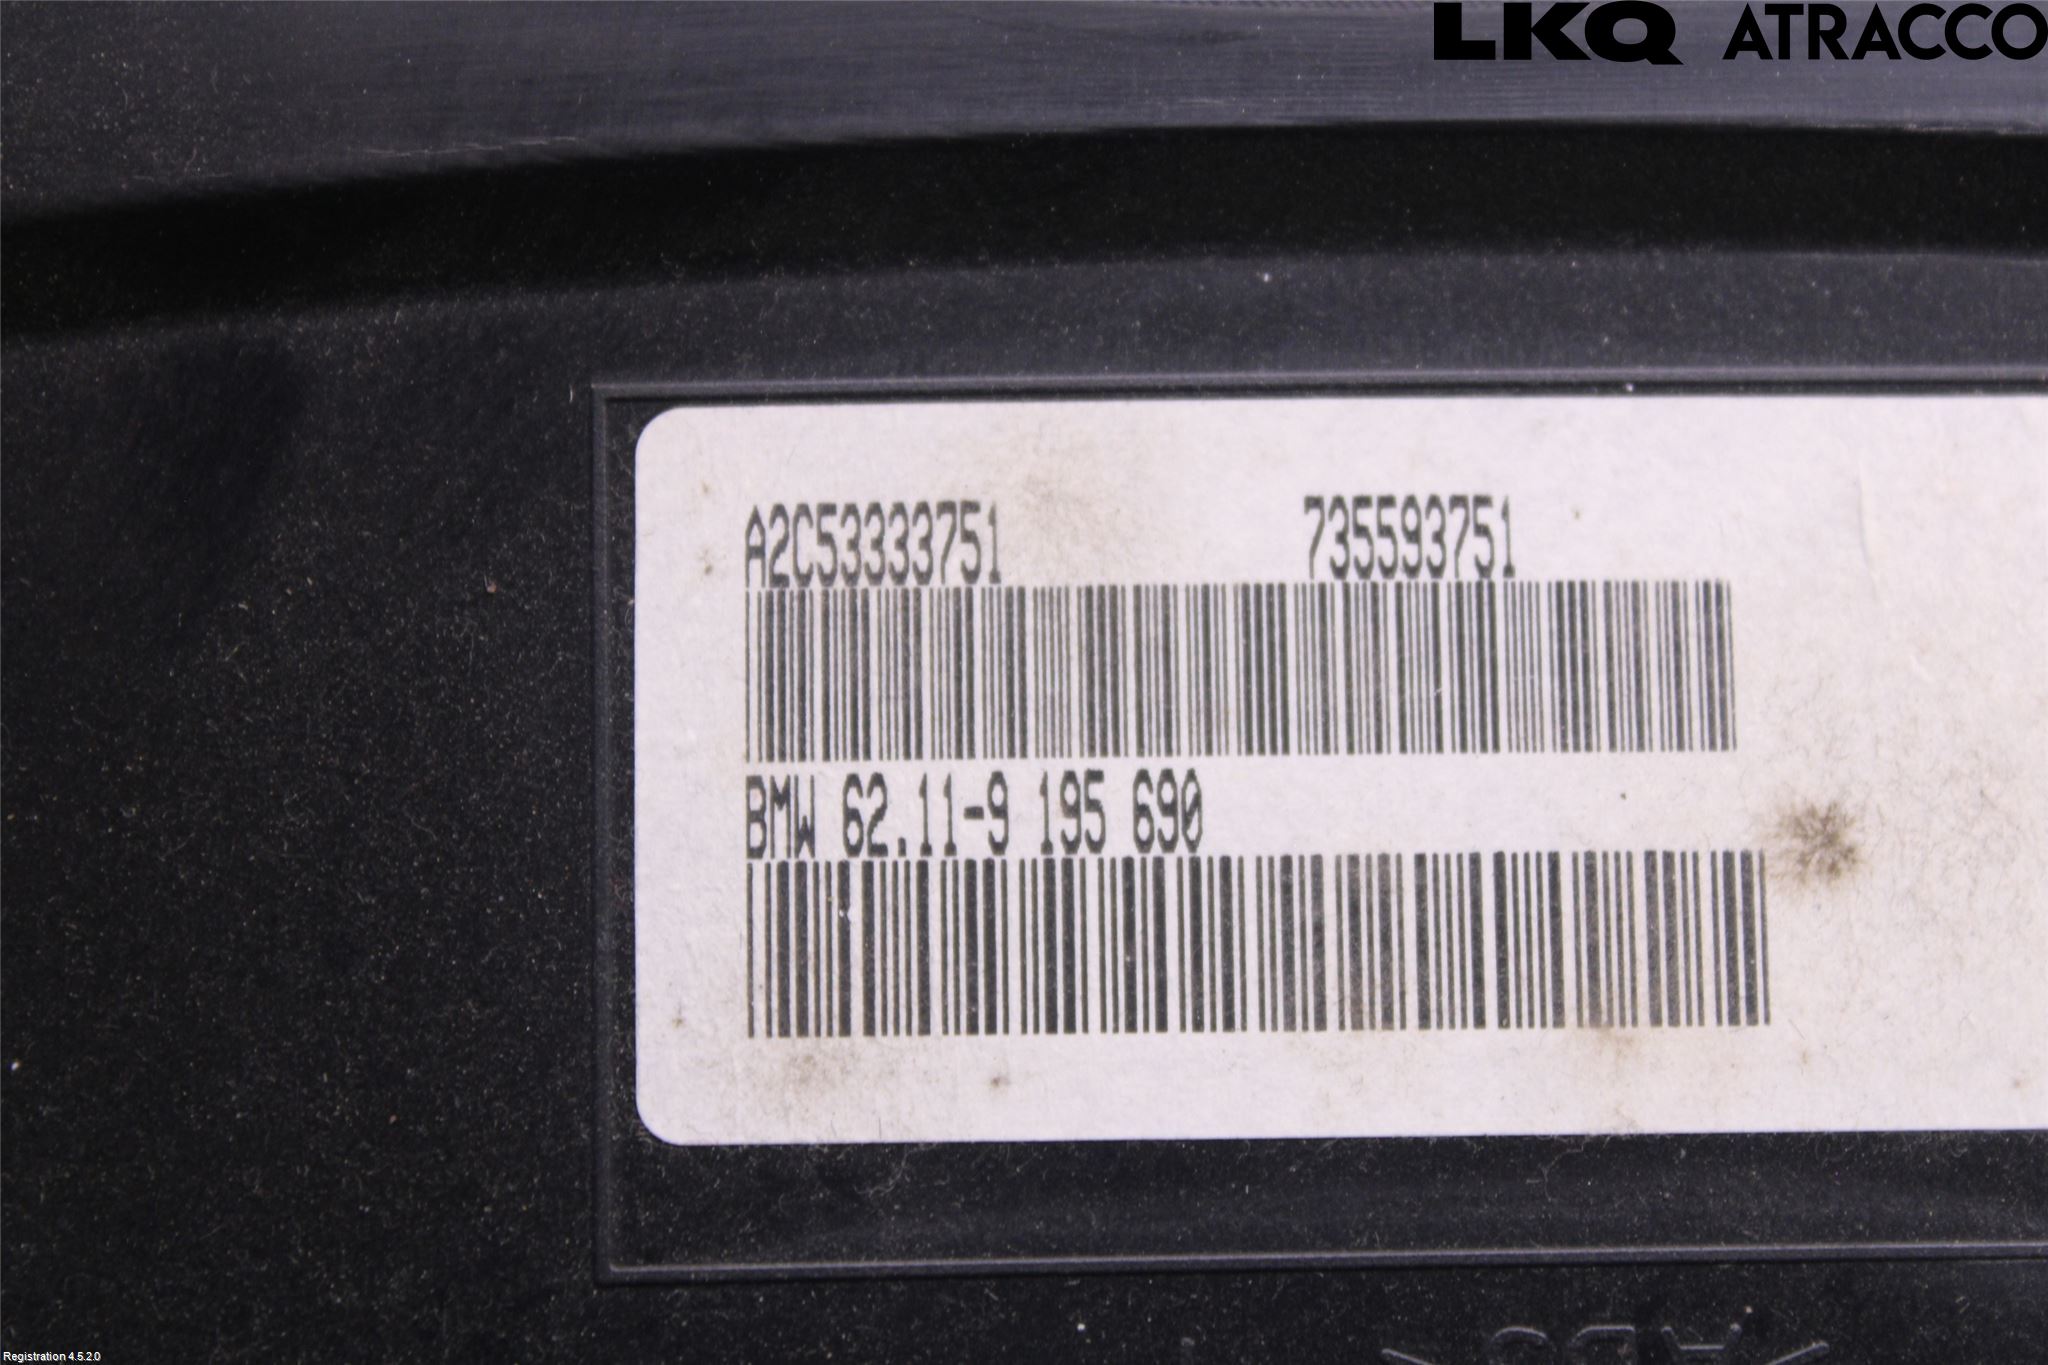 LKQ ATRACCO
A2C53333751 735593751
BMW 62.11-9 195 690
Registration 4.5.2.0